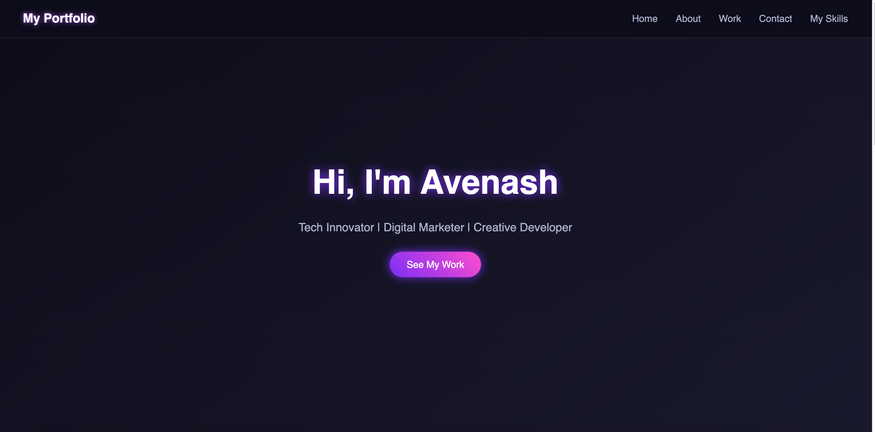 My Portfolio
Home About Work Contact My Skills
Hi, I'm Avenash
Tech Innovator | Digital Marketer | Creative Developer
See My Work